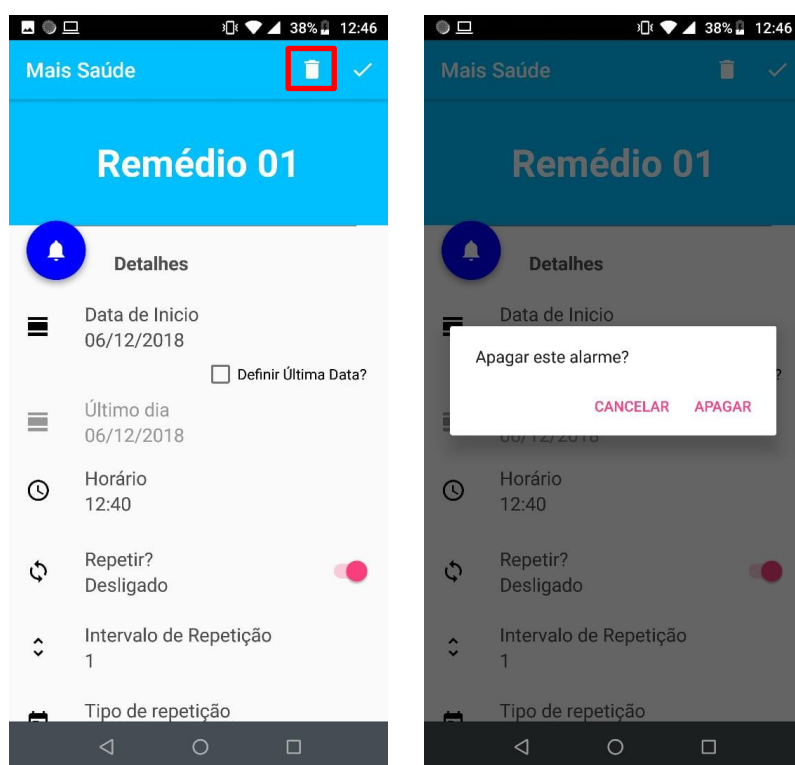 38% 12:46
Mais Saúde
Remédio 01
Detalhes
Data de Inicio
06/12/2018
Definir Última Data?
Último dia
06/12/2018
Horário
12:40
Repetir?
Desligado
Intervalo de Repetição
1
Tipo de repetição
38% 12:46
Mais Saúde
Remédio 01
Detalhes
Data de Inicio
Apagar este alarme?
?
CANCELAR APAGAR
06/12/2018
Horário
12:40
Repetir?
Desligado
Intervalo de Repetição
1
Tipo de repetição